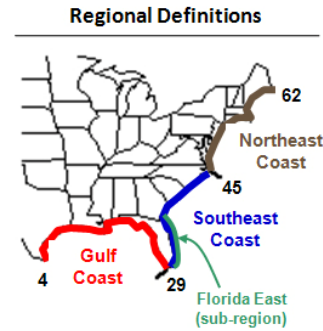 Regional Definitions
62
Northeast
Coast
45
Southeast
Coast
Gulf
Coast
4
29
Florida East
(sub-region)